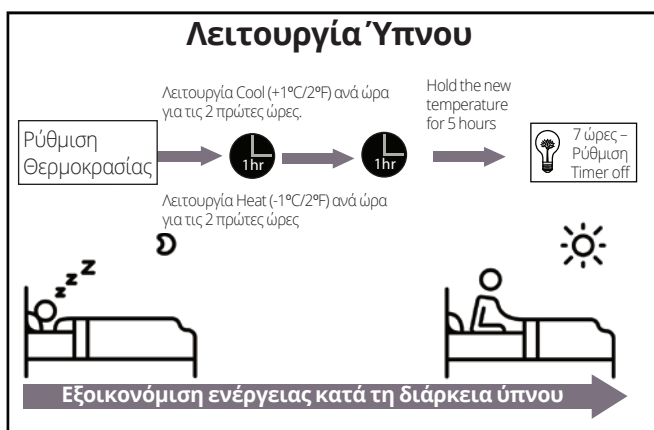 Λειτουργία Ύπνου
Λειτουργία Cool (+1ºC/2ºF) ανά ώρα
για τις 2 πρώτες ώρες.
Hold the new
temperature
for 5 hours
Ρύθμιση
Θερμοκρασίας
1hr
1hr
7 ώρες –
Ρύθμιση
Timer off
Λειτουργία Heat (-1ºC/2ºF) ανά ώρα
για τις 2 πρώτες ώρες
z z Z
Εξοικονόμιση ενέργειας κατά τη διάρκεια ύπνου